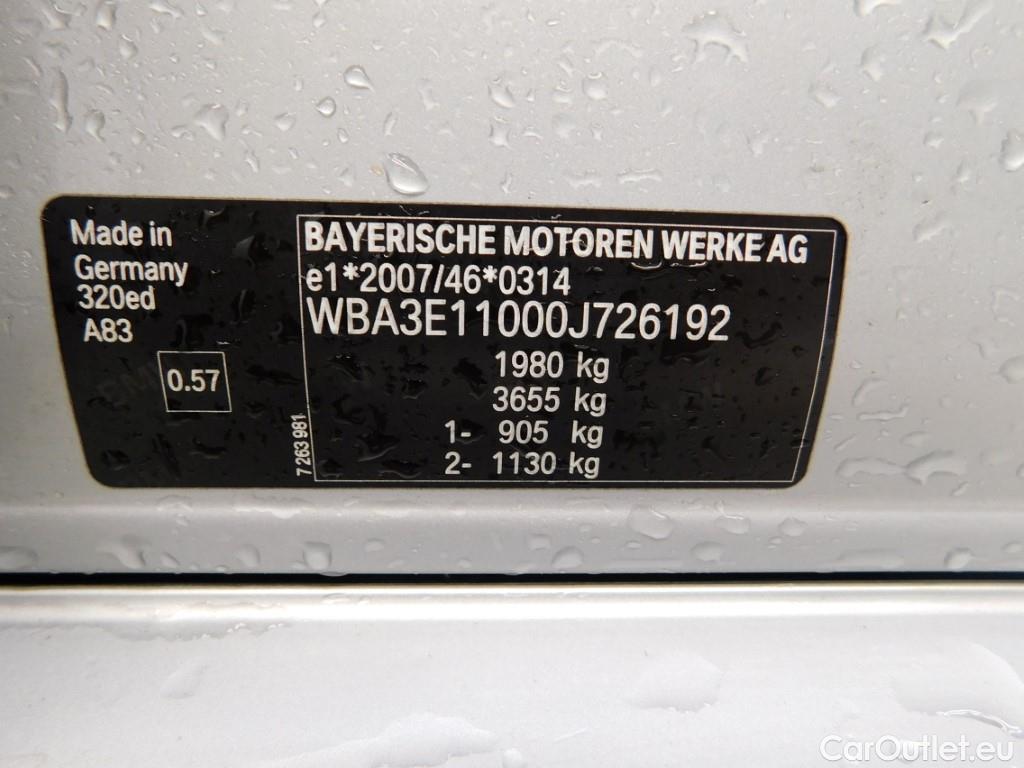 Made in
Germany
320ed
A83
0.57
7 263 981
BAYERISCHE MOTOREN WERKE AG
e1*2007/46*0314
WBA3E11000J726192
1980 kg
3655 kg
1- 905 kg
2- 1130 kg
CarOutlet.eu